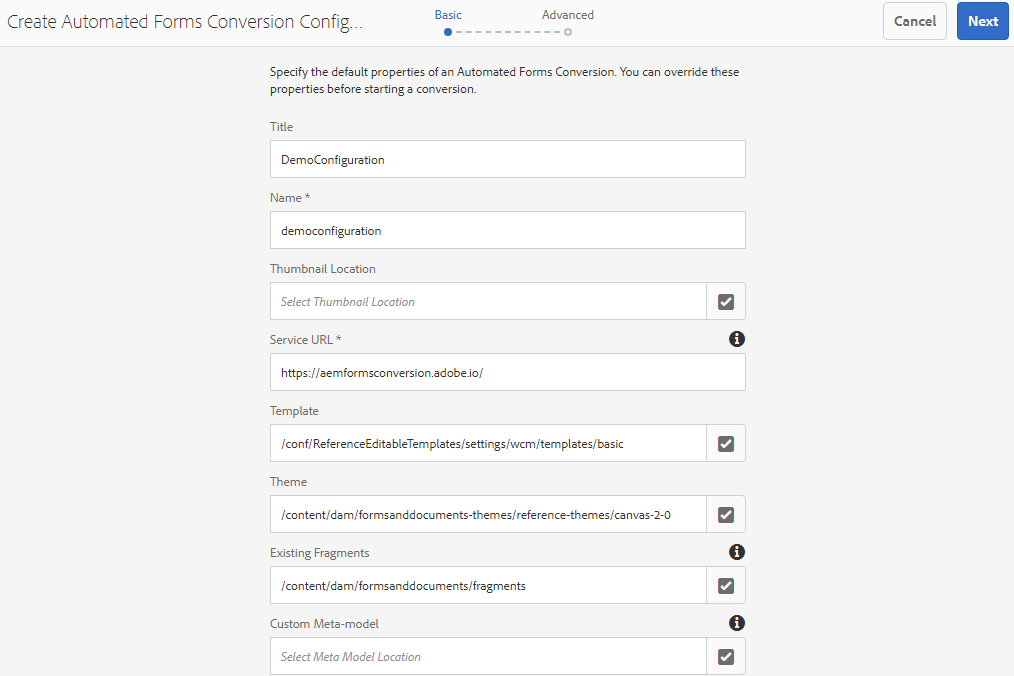 Create Automated Forms Conversion Config...
Basic
Advanced
Cancel
Next
Specify the default properties of an Automated Forms Conversion. You can override these
properties before starting a conversion.
Title
DemoConfiguration
Name *
democonfiguration
Thumbnail Location
Select Thumbnail Location
Service URL *
https://aemformsconversion.adobe.io/
Template
/conf/ReferenceEditableTemplates/settings/wcm/templates/basic
Theme
/content/dam/formsanddocuments-themes/reference-themes/canvas-2-0
Existing Fragments
/content/dam/formsanddocuments/fragments
Custom Meta-model
Select Meta Model Location